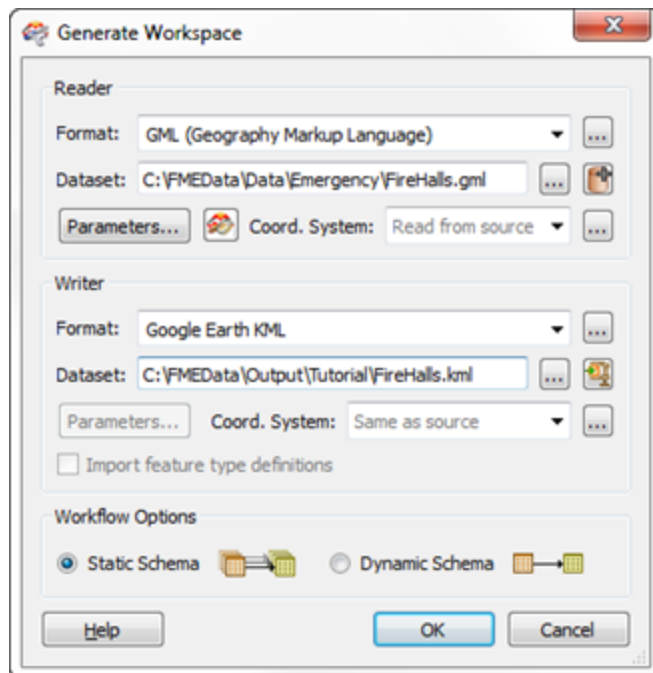 Generate Workspace
Reader
Format: GML (Geography Markup Language) ...
Dataset: C:\FMEData\Data\Emergency\FireHalls.gml ...
Parameters... Coord. System: Read from source ...
Writer
Format: Google Earth KML ...
Dataset: C:\FMEData\Output\Tutorial\FireHalls.kml ...
Parameters... Coord. System: Same as source ...
Import feature type definitions
Workflow Options
Static Schema Dynamic Schema
Help OK Cancel